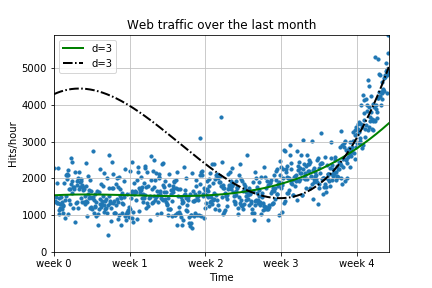 Web traffic over the last month
d=3
d=3
5000
4000
3000
2000
1000
0
Hits/hour
week 0 week 1 week 2 week 3 week 4
Time